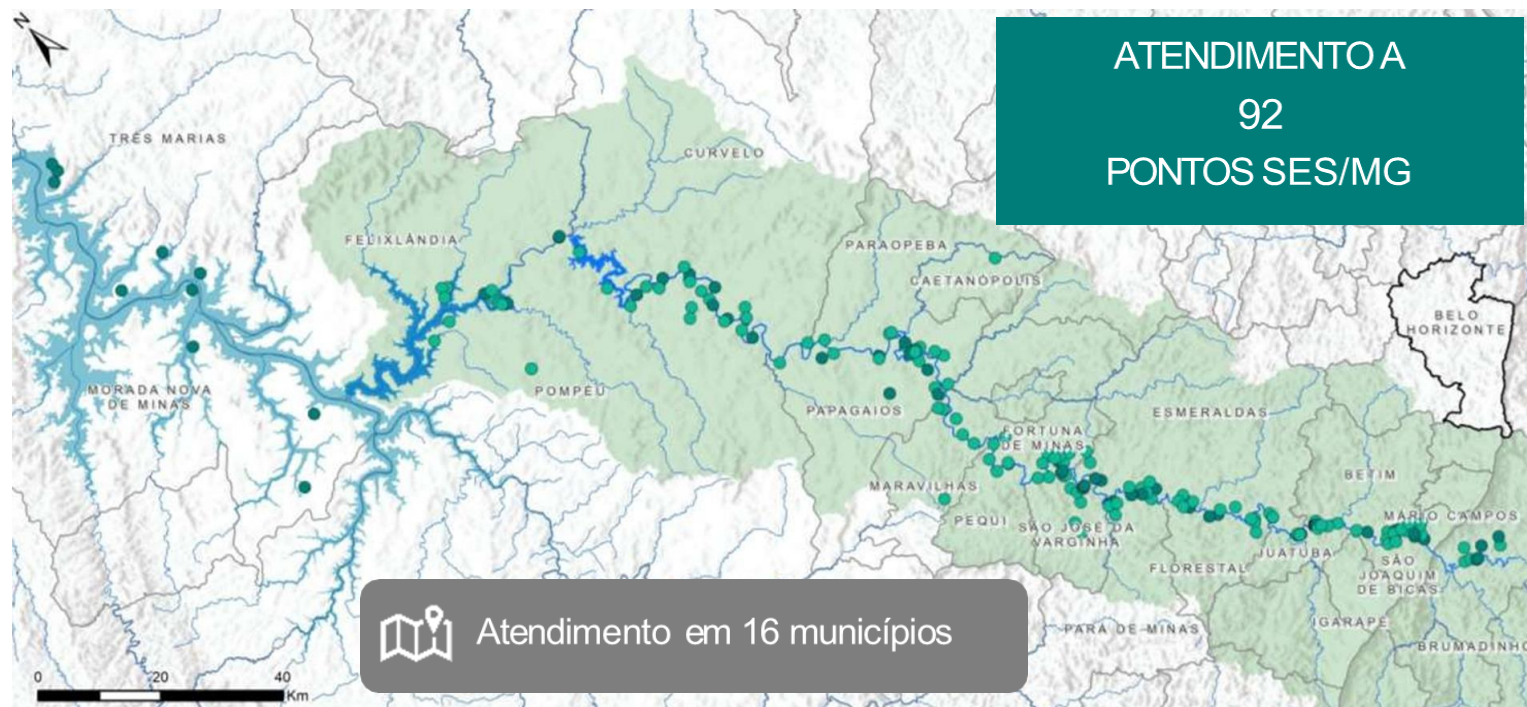 N
ATENDIMENTO A
92
PONTOS SES/MG
TRÊS MARIAS
CURVELO
FELIXLÂNDIA
PARAOPEBA
CAETANÓPOLIS
BELO
HORIZONTE
MORADA NOVA
DE MINAS
POMPÉU
PAPAGAIOS
ESMERALDAS
FORTUNA
DE MINAS
BETIM
MARAVILHAS
PEQUI
SÃO JOSÉ DA
VARGINHA
MÁRIO CAMPOS
JUATUBA
FLORESTAL
SÃO
JOAQUIM
DE BICAS
IGARAPÉ
PARÁ DE MINAS
BRUMADINHO
Atendimento em 16 municípios
0 20 40
Km